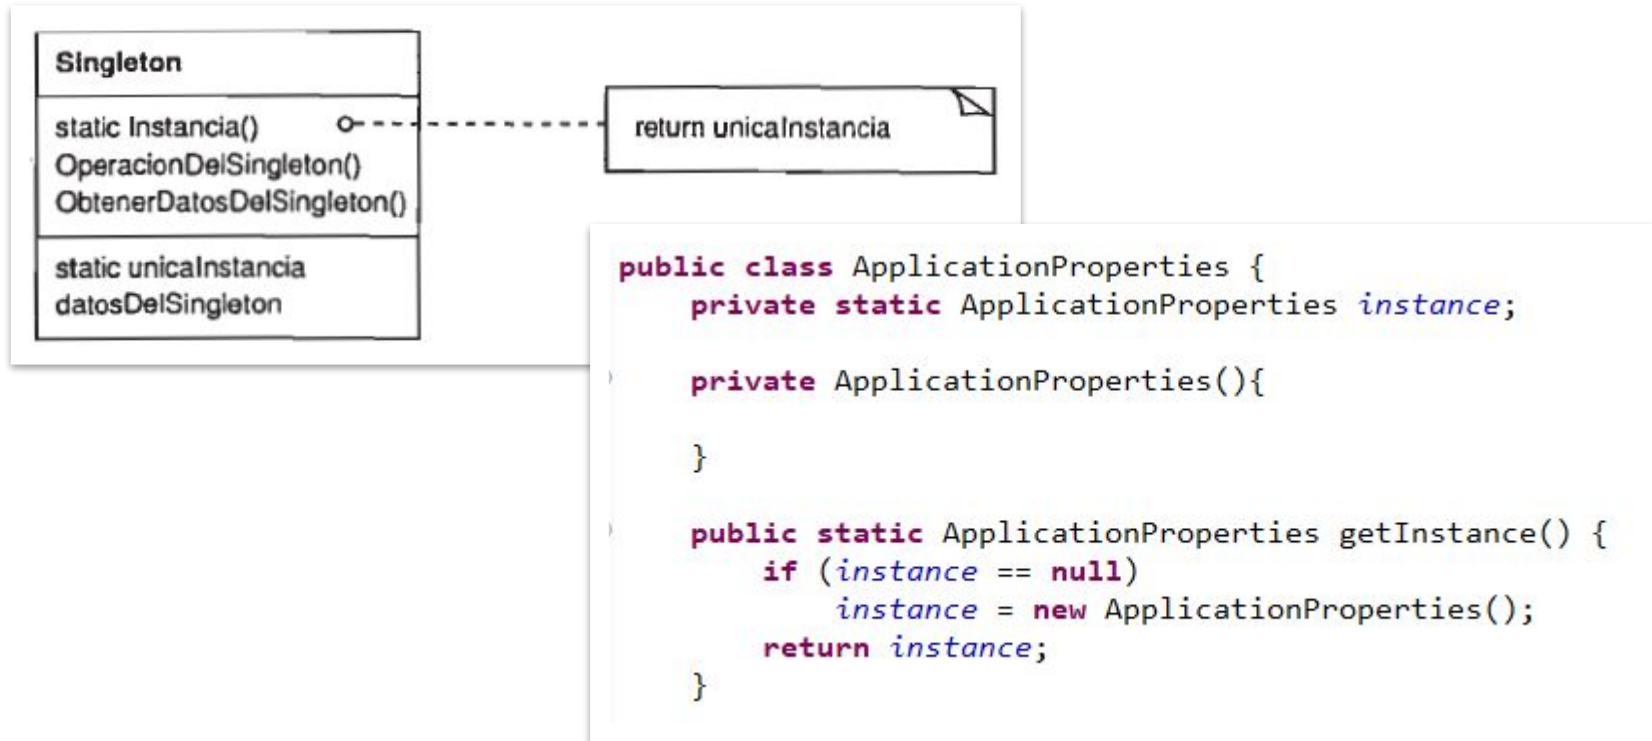 Singleton
static Instancia()
OperacionDelSingleton()
ObtenerDatosDelSingleton()
static unicaInstancia
datosDelSingleton
return unicaInstancia
public class ApplicationProperties {
private static ApplicationProperties instance;
private ApplicationProperties(){
}
public static ApplicationProperties getInstance() {
if (instance == null)
instance = new ApplicationProperties();
return instance;
}